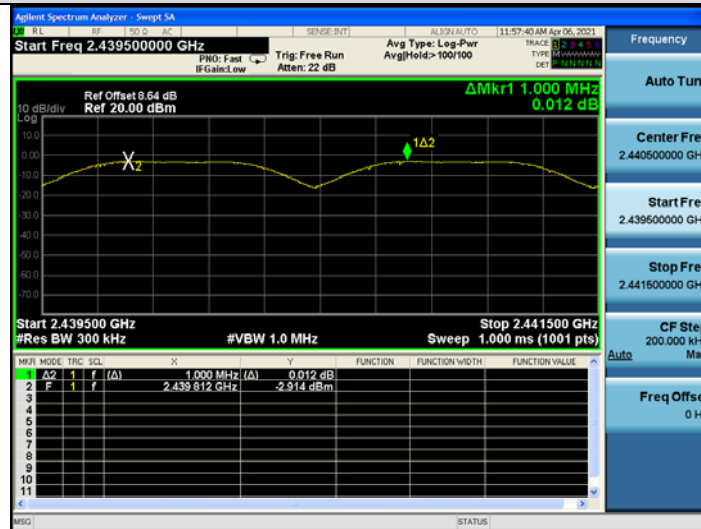 Agilent Spectrum Analyzer - Swept SA
RL RF 50 Ω AC SENSE:INT ALIGNAUTO 11:57:40 AM Apr 06, 2021
Start Freq 2.439500000 GHz
PNO: Fast
IFGain:Low
Trig: Free Run
Atten: 22 dB
Avg Type: Log-Pwr
Avg|Hold:>100/100
TRACE 1 2 3 4 5 6
TYPE
DET P N N N N N
Ref Offset 8.64 dB
Ref 20.00 dBm
ΔMkr1 1.000 MHz
0.012 dB
10 dB/div
Log
10.0
0.00
-10.0
-20.0
-30.0
-40.0
-50.0
-60.0
-70.0
X2
1Δ2
Start 2.439500 GHz
#Res BW 300 kHz
#VBW 1.0 MHz
Stop 2.441500 GHz
Sweep 1.000 ms (1001 pts)
MKR MODE TRC SCL X Y FUNCTION FUNCTION WIDTH FUNCTION VALUE
1 Δ2 1 f (Δ) 1.000 MHz (Δ) 0.012 dB
2 F 1 f 2.439 812 GHz -2.914 dBm
3
4
5
6
7
8
9
10
11
MSG STATUS
Frequency
Auto Tun
Center Fre
2.440500000 GH
Start Fre
2.439500000 GH
Stop Fre
2.441500000 GH
CF Ste
200.000 kH
Auto Ma
Freq Offse
0 H